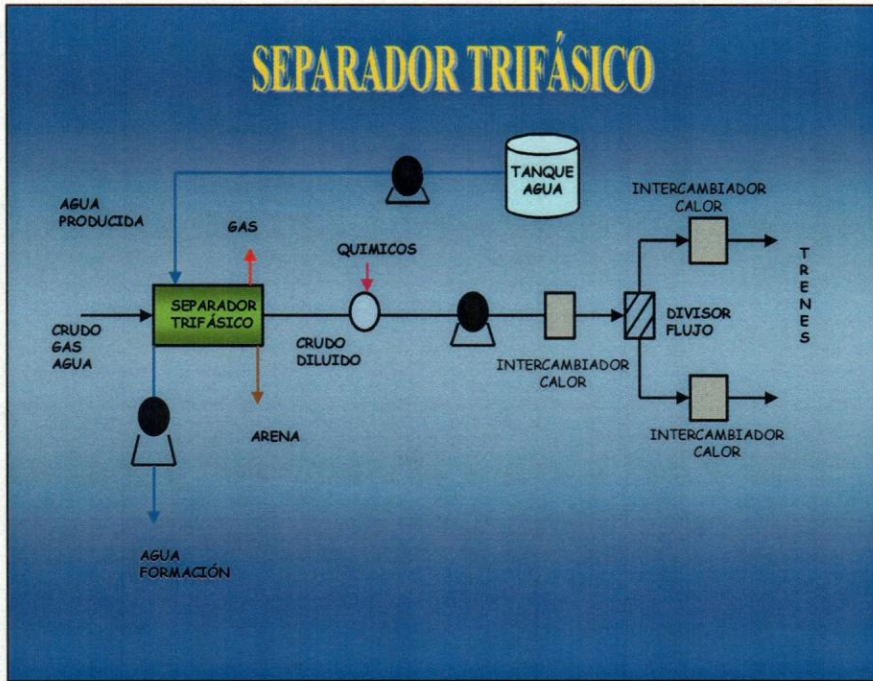 SEPARADOR TRIFÁSICO
TANQUE
AGUA
INTERCAMBIADOR
CALOR
AGUA
PRODUCIDA
GAS
QUIMICOS
SEPARADOR
TRIFÁSICO
CRUDO
GAS
AGUA
CRUDO
DILUIDO
INTERCAMBIADOR
CALOR
DIVISOR
FLUJO
T
R
E
N
E
S
ARENA
INTERCAMBIADOR
CALOR
AGUA
FORMACIÓN